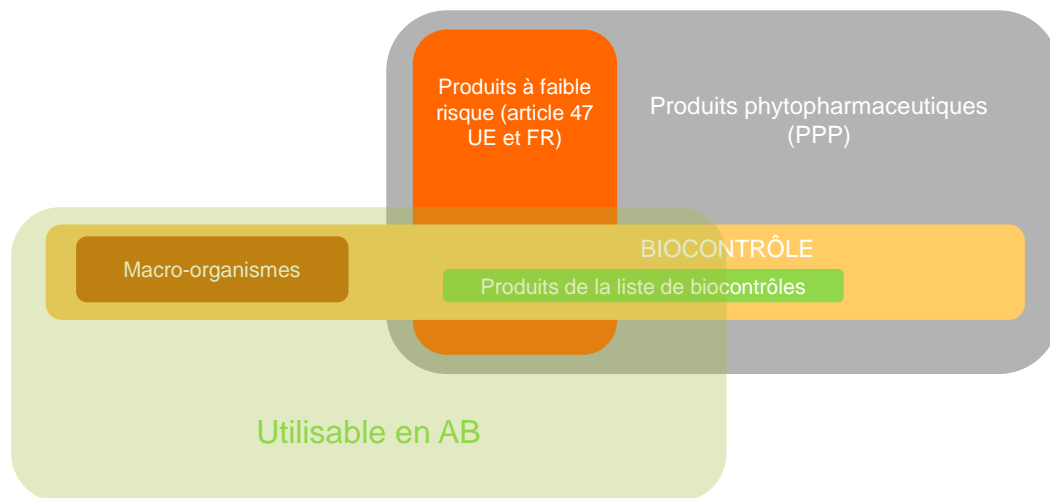 Produits à faible
risque (article 47
UE et FR)
Produits phytopharmaceutiques
(PPP)
BIOCONTRÔLE
Macro-organismes
Produits de la liste de biocontrôles
Utilisable en AB